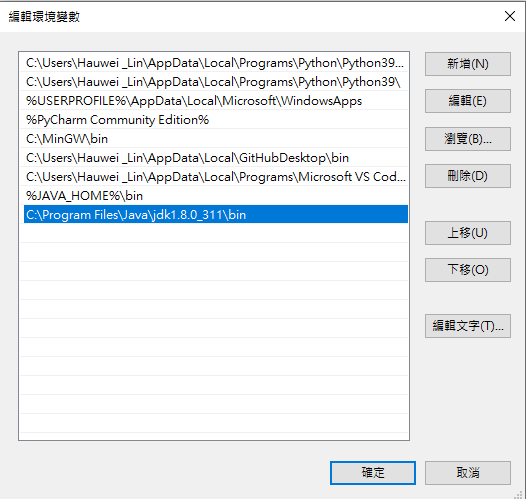 編輯環境變數
C:\Users\Hauwei _Lin\AppData\Local\Programs\Python\Python39...
C:\Users\Hauwei _Lin\AppData\Local\Programs\Python\Python39\
%USERPROFILE%\AppData\Local\Microsoft\WindowsApps
%PyCharm Community Edition%
C:\MinGW\bin
C:\Users\Hauwei _Lin\AppData\Local\GitHubDesktop\bin
C:\Users\Hauwei _Lin\AppData\Local\Programs\Microsoft VS Cod...
%JAVA_HOME%\bin
C:\Program Files\Java\jdk1.8.0_311\bin
新增(N)
編輯(E)
瀏覽(B)...
刪除(D)
上移(U)
下移(O)
編輯文字(T)...
確定
取消